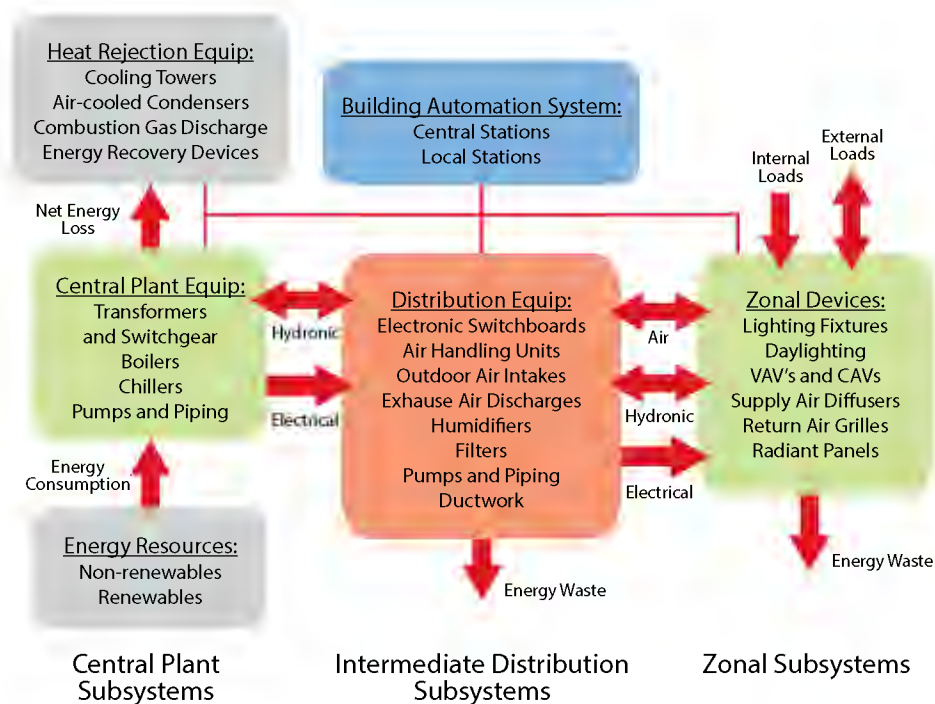 Heat Rejection Equip:
Cooling Towers
Air-cooled Condensers
Combustion Gas Discharge
Energy Recovery Devices
Building Automation System:
Central Stations
Local Stations
Internal
Loads
External
Loads
Net Energy
Loss
Central Plant Equip:
Transformers
and Switchgear
Boilers
Chillers
Pumps and Piping
Hydronic
Electrical
Distribution Equip:
Electronic Switchboards
Air Handling Units
Outdoor Air Intakes
Exhause Air Discharges
Humidifiers
Filters
Pumps and Piping
Ductwork
Air
Hydronic
Electrical
Zonal Devices:
Lighting Fixtures
Daylighting
VAV's and CAVs
Supply Air Diffusers
Return Air Grilles
Radiant Panels
Energy
Consumption
Energy Resources:
Non-renewables
Renewables
Energy Waste
Energy Waste
Central Plant
Subsystems
Intermediate Distribution
Subsystems
Zonal Subsystems